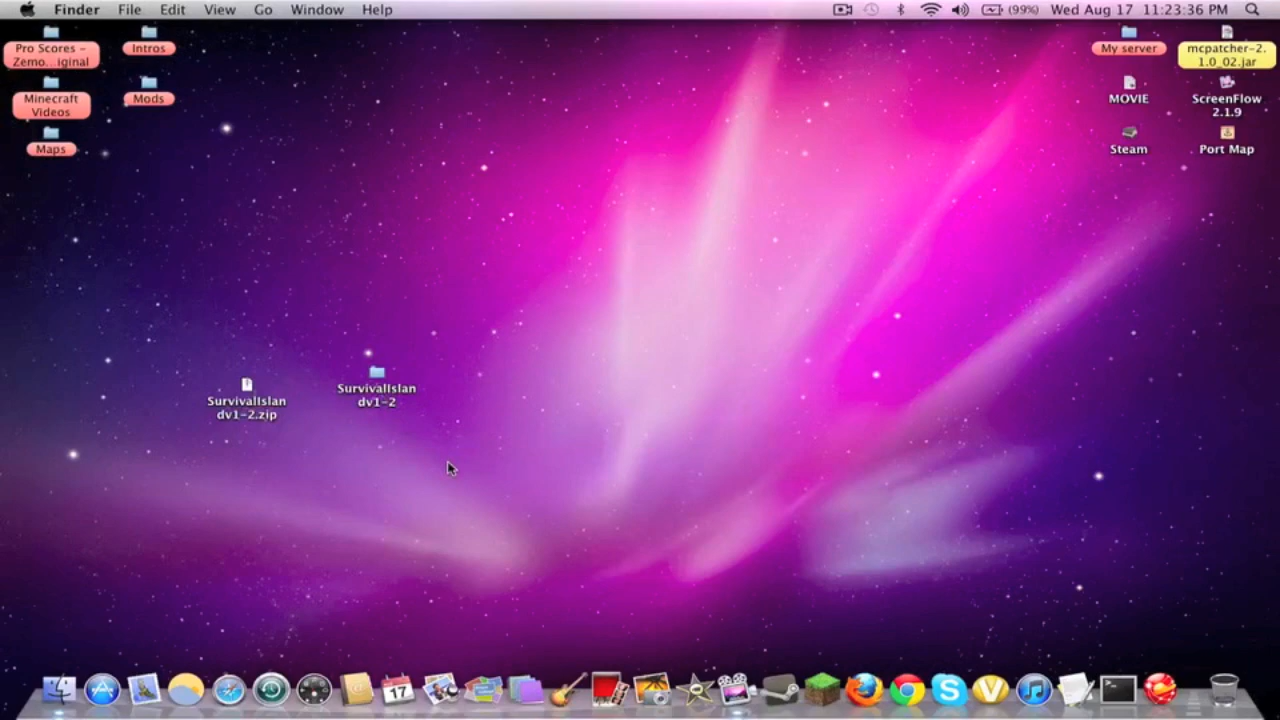 Finder File Edit View Go Window Help (99%) Wed Aug 17 11:23:36 PM
Pro Scores –
Zemo...iginal
Intros
Minecraft
Videos
Mods
Maps
My server
mcpatcher-2.
1.0_02.jar
MOVIE
ScreenFlow
2.1.9
Steam
Port Map
SurvivalIslan
dv1-2.zip
SurvivalIslan
dv1-2
17